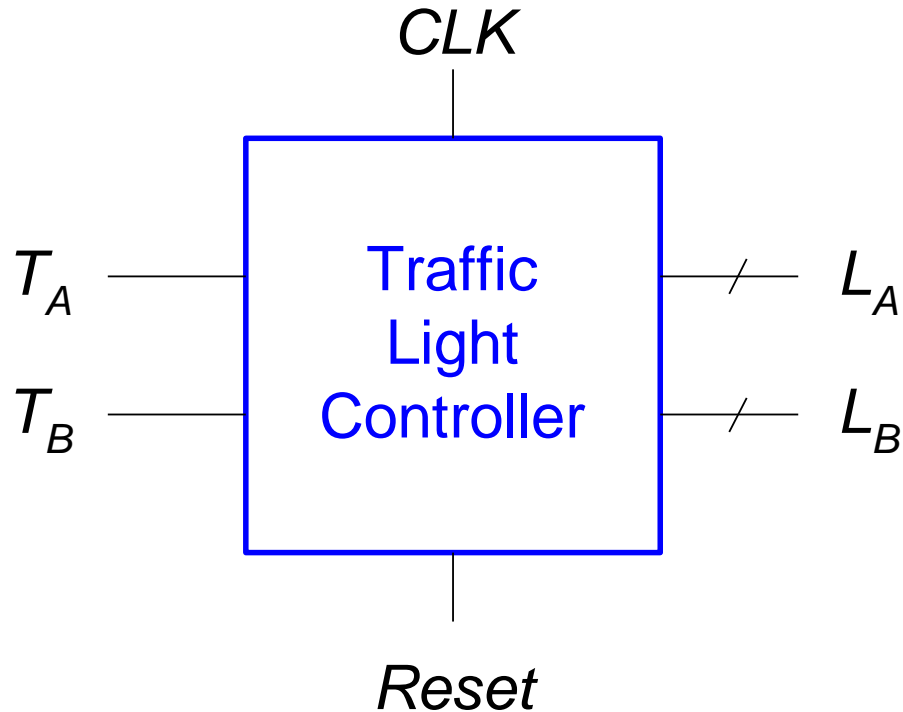 CLK
T_A
Traffic
L_A
Light
T_B
Controller
L_B
Reset